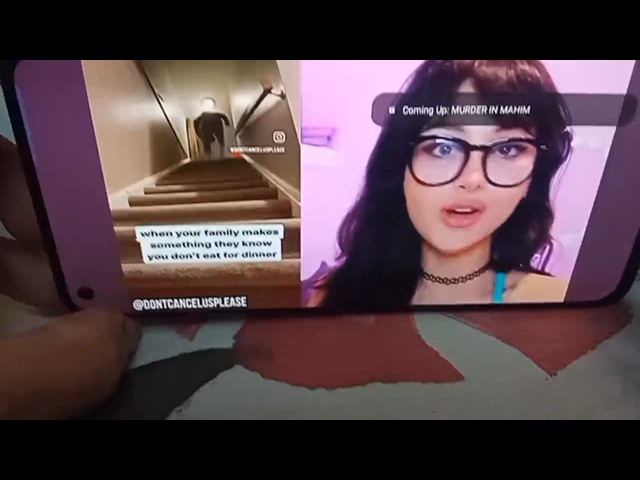 Coming Up: MURDER IN MAHIM
@DONTCANCELUSPLEASE
when your family makes
something they know
you don't eat for dinner
@DONTCANCELUSPLEASE